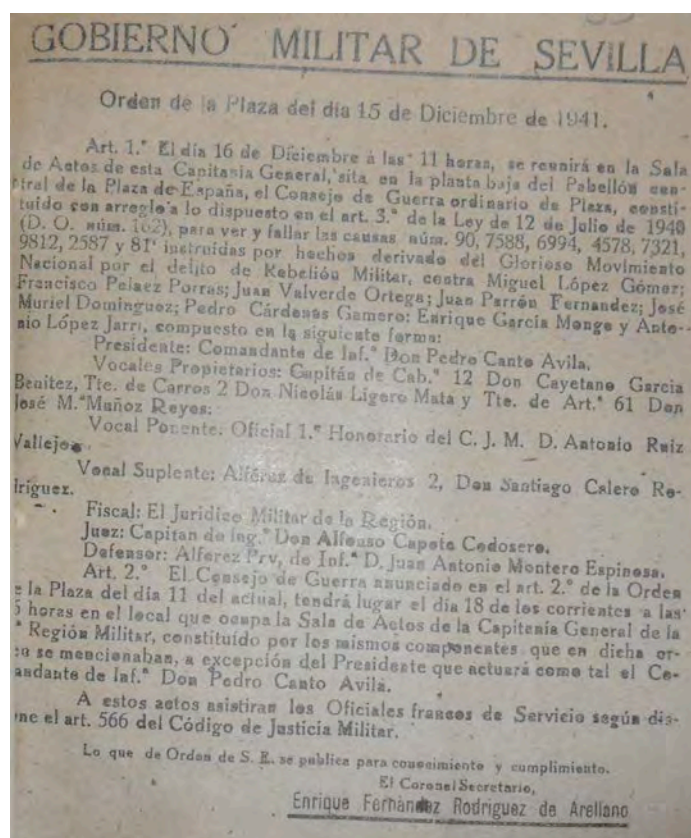 GOBIERNO MILITAR DE SEVILLA
Orden de la Plaza del día 15 de Diciembre de 1941.
Art. 1.º El día 16 de Diciembre a las 11 horas, se reunirá en la Sala
de Actos de esta Capitania General, sita en la planta baja del Pabellón cen-
tral de la Plaza de España, el Consejo de Guerra ordinario de Plaza, consti-
tuido con arreglo a lo dispuesto en el art. 3.º de la Ley de 12 de Julio de 1940
(D. O. núm. 162), para ver y fallar las causas núm. 90, 7588, 6994, 4578, 7321,
9812, 2587 y 81 instruidas por hechos derivado del Glorioso Movimiento
Nacional por el delito de Rebelión Militar, contra Miguel López Gómez;
Francisco Pelaez Porras; Juan Valverde Ortega; Juan Parrón Fernandez; José
Muriel Dominguez; Pedro Cárdenas Gamero; Enrique García Monge y Anto-
nio López Jarri, compuesto en la siguiente forma:
Presidente: Comandante de Inf.ª Don Pedro Canto Avila.
Vocales Propietarios: Capitán de Cab.ª 12 Don Cayetano Garcia
Benitez, Tte. de Carros 2 Don Nicolás Ligero Mata y Tte. de Art.ª 61 Don
José M.ª Muñoz Reyes:
Vocal Ponente: Oficial 1.º Honorario del C. J. M. D. Antonio Ruiz
Vallejos
Vocal Suplente: Alférez de Ingenieros 2, Don Santiago Calero Ro-
driguez.
Fiscal: El Juridico Militar de la Región.
Juez: Capitan de Ing.ª Don Alfonso Capote Cedosero.
Defensor: Alferez Prv, de Inf.ª D. Juan Antonio Montero Espinosa.
Art. 2.º El Consejo de Guerra anunciado en el art. 2.º de la Orden
e la Plaza del día 11 del actual, tendrá lugar el día 18 de los corrientes a las
horas en el local que ocupa la Sala de Actos de la Capitenia General de la
ª Región Militar, constituído por los mismos componentes que en dicha or-
en se mencionaban, a excepción del Presidente que actuará como tal el Co-
andante de Inf.ª Don Pedro Canto Avila.
A estos actos asistiran los Oficiales francos de Servicio según dis-
ne el art. 566 del Código de Justicia Militar.
Lo que de Orden de S. E. se publica para conocimiento y cumplimiento.
El Coronel Secretario,
Enrique Fernàndez Rodriguez de Arellano